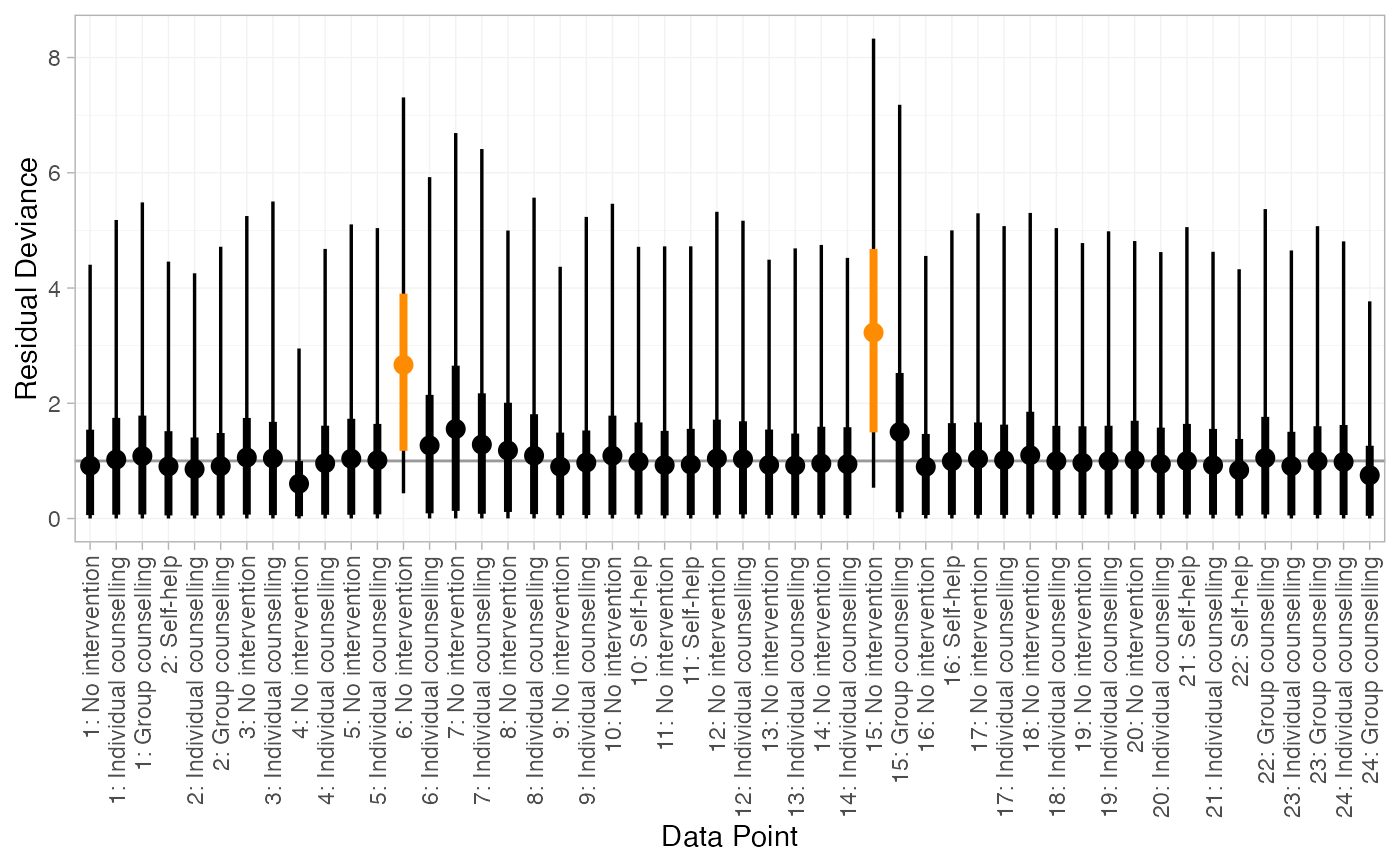 Residual Deviance
8
6
4
2
0
1: No intervention
1: Individual counselling
1: Group counselling
2: Self-help
2: Individual counselling
2: Group counselling
3: No intervention
3: Individual counselling
4: No intervention
4: Individual counselling
5: No intervention
5: Individual counselling
6: No intervention
6: Individual counselling
7: No intervention
7: Individual counselling
8: No intervention
8: Individual counselling
9: No intervention
9: Individual counselling
10: No intervention
10: Self-help
11: No intervention
11: Self-help
12: No intervention
12: Individual counselling
13: No intervention
13: Individual counselling
14: No intervention
14: Individual counselling
15: No intervention
15: Group counselling
16: No intervention
16: Self-help
17: No intervention
17: Individual counselling
18: No intervention
18: Individual counselling
19: No intervention
19: Individual counselling
20: No intervention
20: Individual counselling
21: Self-help
21: Individual counselling
22: Self-help
22: Group counselling
23: Individual counselling
23: Group counselling
24: Individual counselling
24: Group counselling
Data Point